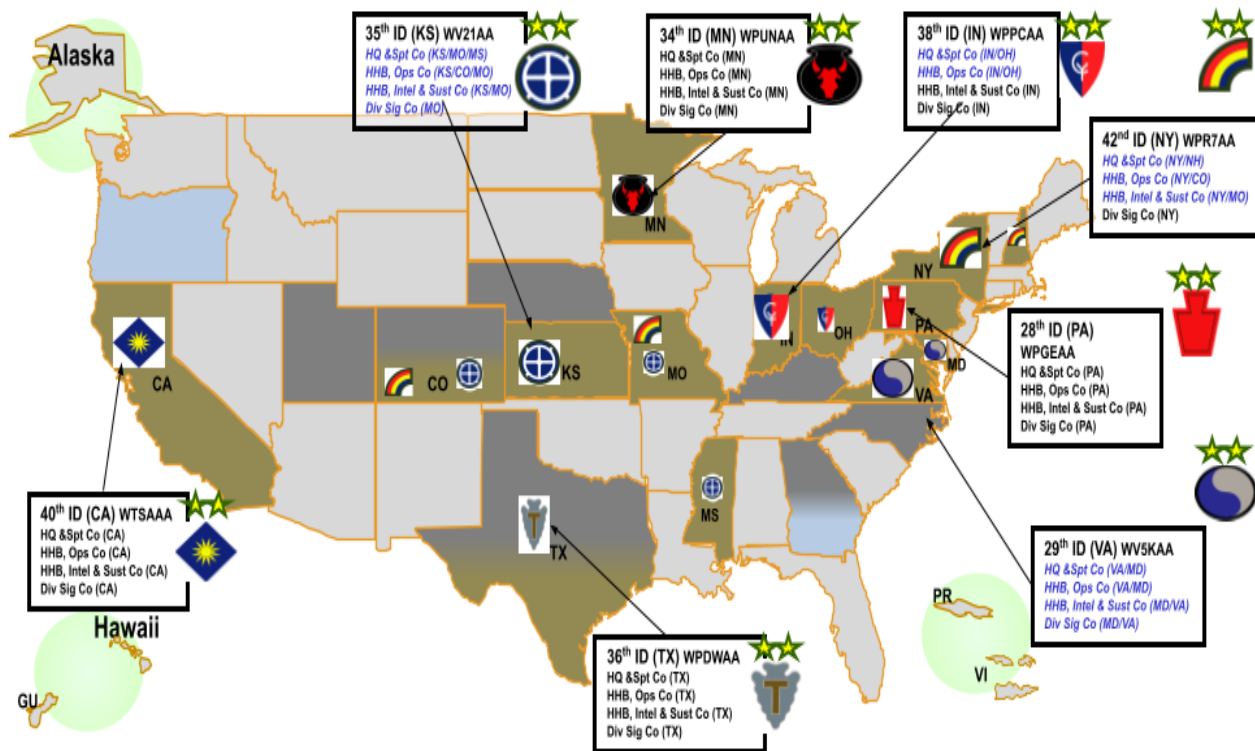 Alaska
35th ID (KS) WV21AA
HQ &Spt Co (KS/MO/MS)
HHB, Ops Co (KS/CO/MO)
HHB, Intel & Sust Co (KS/MO)
Div Sig Co (MO)
34th ID (MN) WPUNAA
HQ &Spt Co (MN)
HHB, Ops Co (MN)
HHB, Intel & Sust Co (MN)
Div Sig Co (MN)
38th ID (IN) WPPCAA
HQ &Spt Co (IN/OH)
HHB, Ops Co (IN/OH)
HHB, Intel & Sust Co (IN)
Div Sig Co (IN)
42nd ID (NY) WPR7AA
HQ &Spt Co (NY/NH)
HHB, Ops Co (NY/CO)
HHB, Intel & Sust Co (NY/MO)
Div Sig Co (NY)
MN
NY
IN
OH
PA
MD
VA
CA
CO
KS
MO
MS
T
TX
28th ID (PA)
WPGEAA
HQ &Spt Co (PA)
HHB, Ops Co (PA)
HHB, Intel & Sust Co (PA)
Div Sig Co (PA)
40th ID (CA) WTSAAA
HQ &Spt Co (CA)
HHB, Ops Co (CA)
HHB, Intel & Sust Co (CA)
Div Sig Co (CA)
29th ID (VA) WV5KAA
HQ &Spt Co (VA/MD)
HHB, Ops Co (VA/MD)
HHB, Intel & Sust Co (MD/VA)
Div Sig Co (MD/VA)
Hawaii
GU
PR
VI
36th ID (TX) WPDWAA
HQ &Spt Co (TX)
HHB, Ops Co (TX)
HHB, Intel & Sust Co (TX)
Div Sig Co (TX)
T